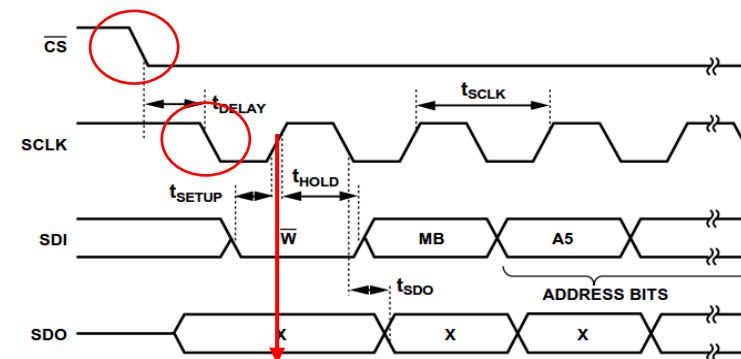 CS
tDELAY
tSCLK
SCLK
tSETUP
tHOLD
SDI
W
MB
A5
tSDO
ADDRESS BITS
SDO
X
X
X